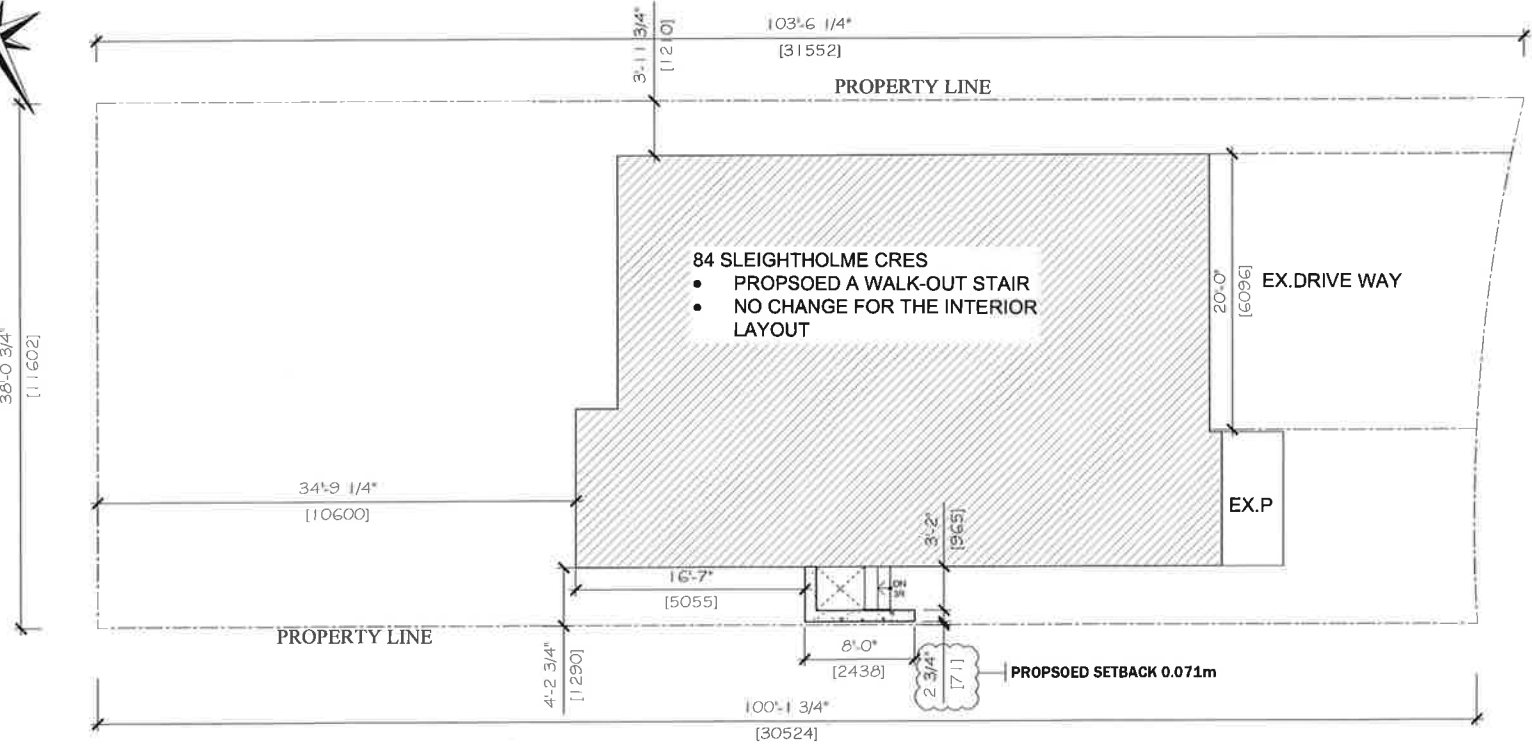 103'-6 1/4"
[31552]
3'-11 3/4"
[1210]
PROPERTY LINE
84 SLEIGHTHOLME CRES
• PROPSOED A WALK-OUT STAIR
• NO CHANGE FOR THE INTERIOR
LAYOUT
20'-0"
[6096]
EX.DRIVE WAY
38'-0 3/4"
[11602]
34'-9 1/4"
[10600]
EX.P
3'-2"
[965]
16'-7"
[5055]
DN
3R
PROPERTY LINE
4'-2 3/4"
[1290]
8'-0"
[2438]
2 3/4"
[71]
PROPSOED SETBACK 0.071m
100'-1 3/4"
[30524]